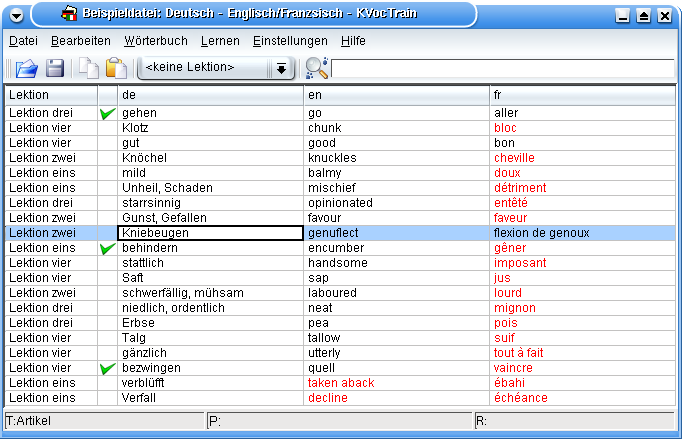 Beispieldatei: Deutsch - Englisch/Franzsisch - KVocTrain
Datei Bearbeiten Wörterbuch Lernen Einstellungen Hilfe
<keine Lektion>
Lektion de en fr
Lektion drei gehen go aller
Lektion vier Klotz chunk bloc
Lektion vier gut good bon
Lektion zwei Knöchel knuckles cheville
Lektion eins mild balmy doux
Lektion eins Unheil, Schaden mischief détriment
Lektion drei starrsinnig opinionated entêté
Lektion zwei Gunst, Gefallen favour faveur
Lektion zwei Kniebeugen genuflect flexion de genoux
Lektion eins behindern encumber gêner
Lektion vier stattlich handsome imposant
Lektion vier Saft sap jus
Lektion zwei schwerfällig, mühsam laboured lourd
Lektion drei niedlich, ordentlich neat mignon
Lektion drei Erbse pea pois
Lektion vier Talg tallow suif
Lektion vier gänzlich utterly tout à fait
Lektion vier bezwingen quell vaincre
Lektion eins verblüfft taken aback ébahi
Lektion eins Verfall decline échéance
T:Artikel P: R: